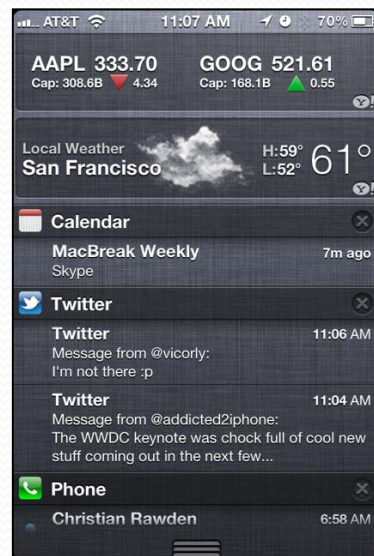 AT&T 11:07 AM 70%
AAPL 333.70 GOOG 521.61
Cap: 308.6B 4.34 Cap: 168.1B 0.55
Y!
Local Weather
San Francisco
H:59°
L:52°
61°
Y!
Calendar
MacBreak Weekly 7m ago
Skype
Twitter
Twitter 11:06 AM
Message from @vicorly:
I'm not there :p
Twitter 11:04 AM
Message from @addicted2iphone:
The WWDC keynote was chock full of cool new
stuff coming out in the next few...
Phone
Christian Rawden 6:58 AM